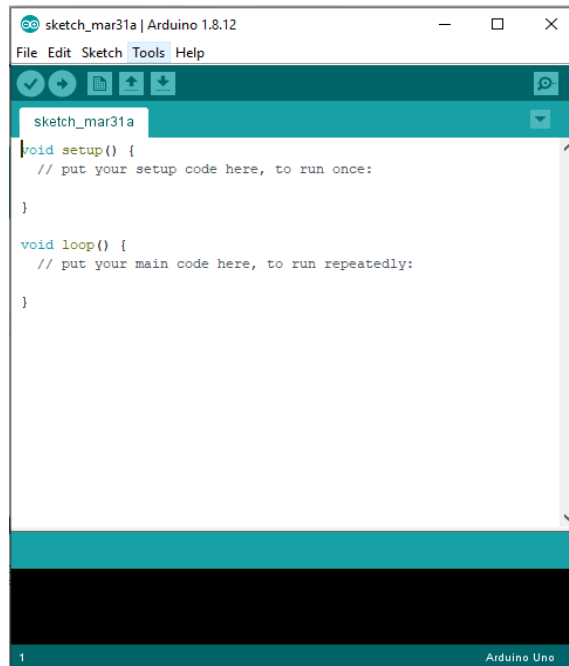 sketch_mar31a | Arduino 1.8.12
File Edit Sketch Tools Help
sketch_mar31a
void setup() {
  // put your setup code here, to run once:
}
void loop() {
  // put your main code here, to run repeatedly:
}
1 Arduino Uno